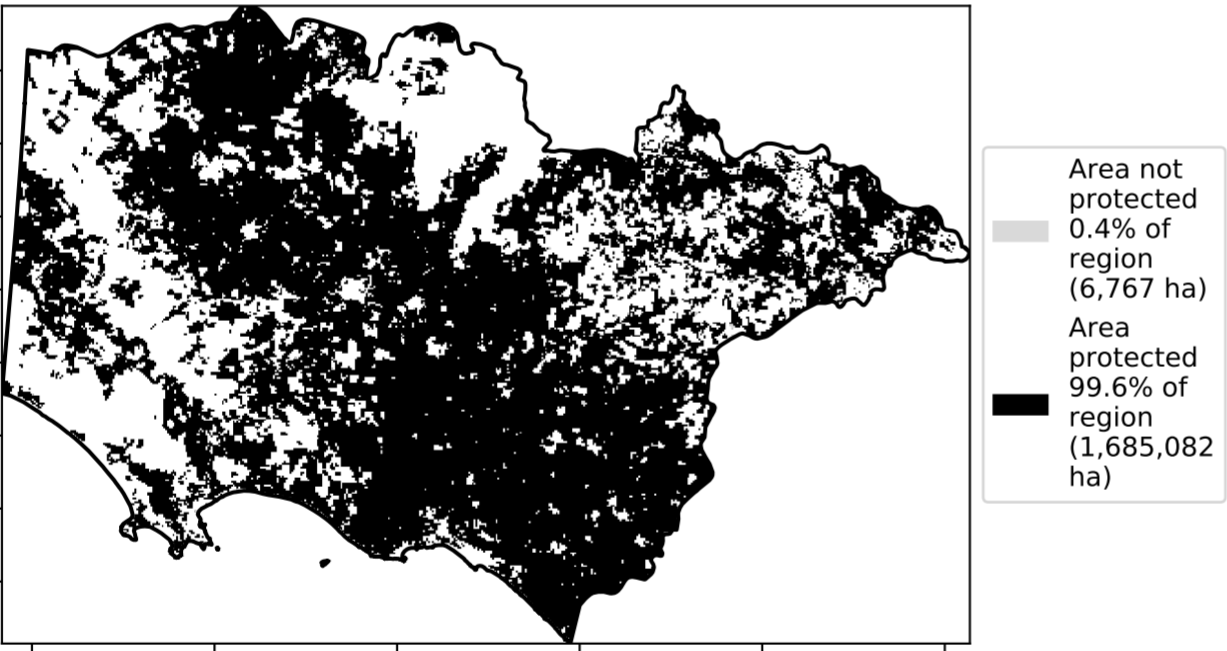 Area not
protected
0.4% of
region
(6,767 ha)
Area
protected
99.6% of
region
(1,685,082
ha)